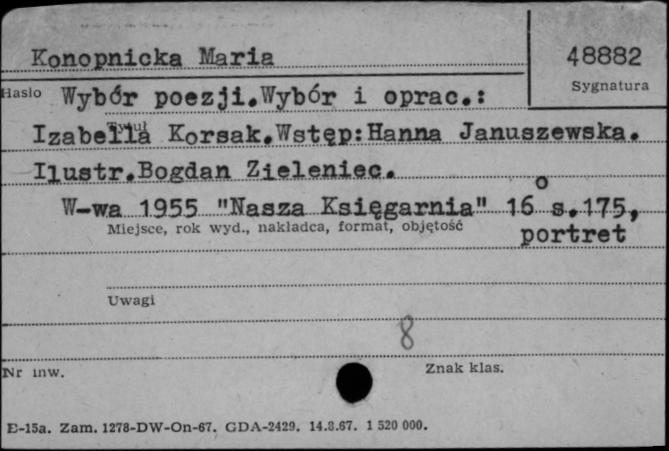 Konopnicka Maria
48882
Sygnatura
Hasło Wybór poezji.Wybór i oprac.:
Tytuł
Izabella Korsak.Wstęp:Hanna Januszewska.
Ilustr.Bogdan Zieleniec.
W-wa 1955 "Nasza Księgarnia" 16° s.175,
Miejsce, rok wyd., nakładca, format, objętość
portret
Uwagi
8
Nr inw.
Znak klas.
E-15a. Zam. 1278-DW-On-67. GDA-2429. 14.8.67. 1 520 000.